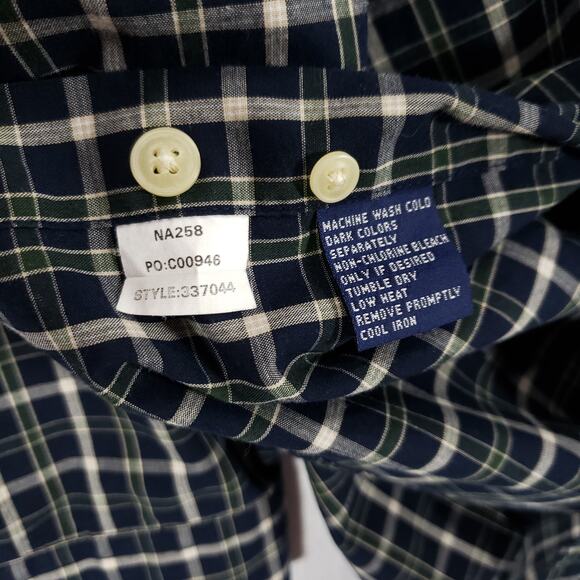 NA258
PO:C00946
STYLE:337044
MACHINE WASH COLD
DARK COLORS
SEPARATELY
NON-CHLORINE BLEACH
ONLY IF DESIRED
TUMBLE DRY
LOW HEAT
REMOVE PROMPTLY
COOL IRON